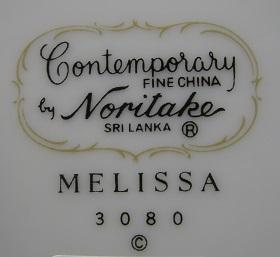 Contemporary
FINE CHINA
by Noritake
SRI LANKA ®
MELISSA
3080
©